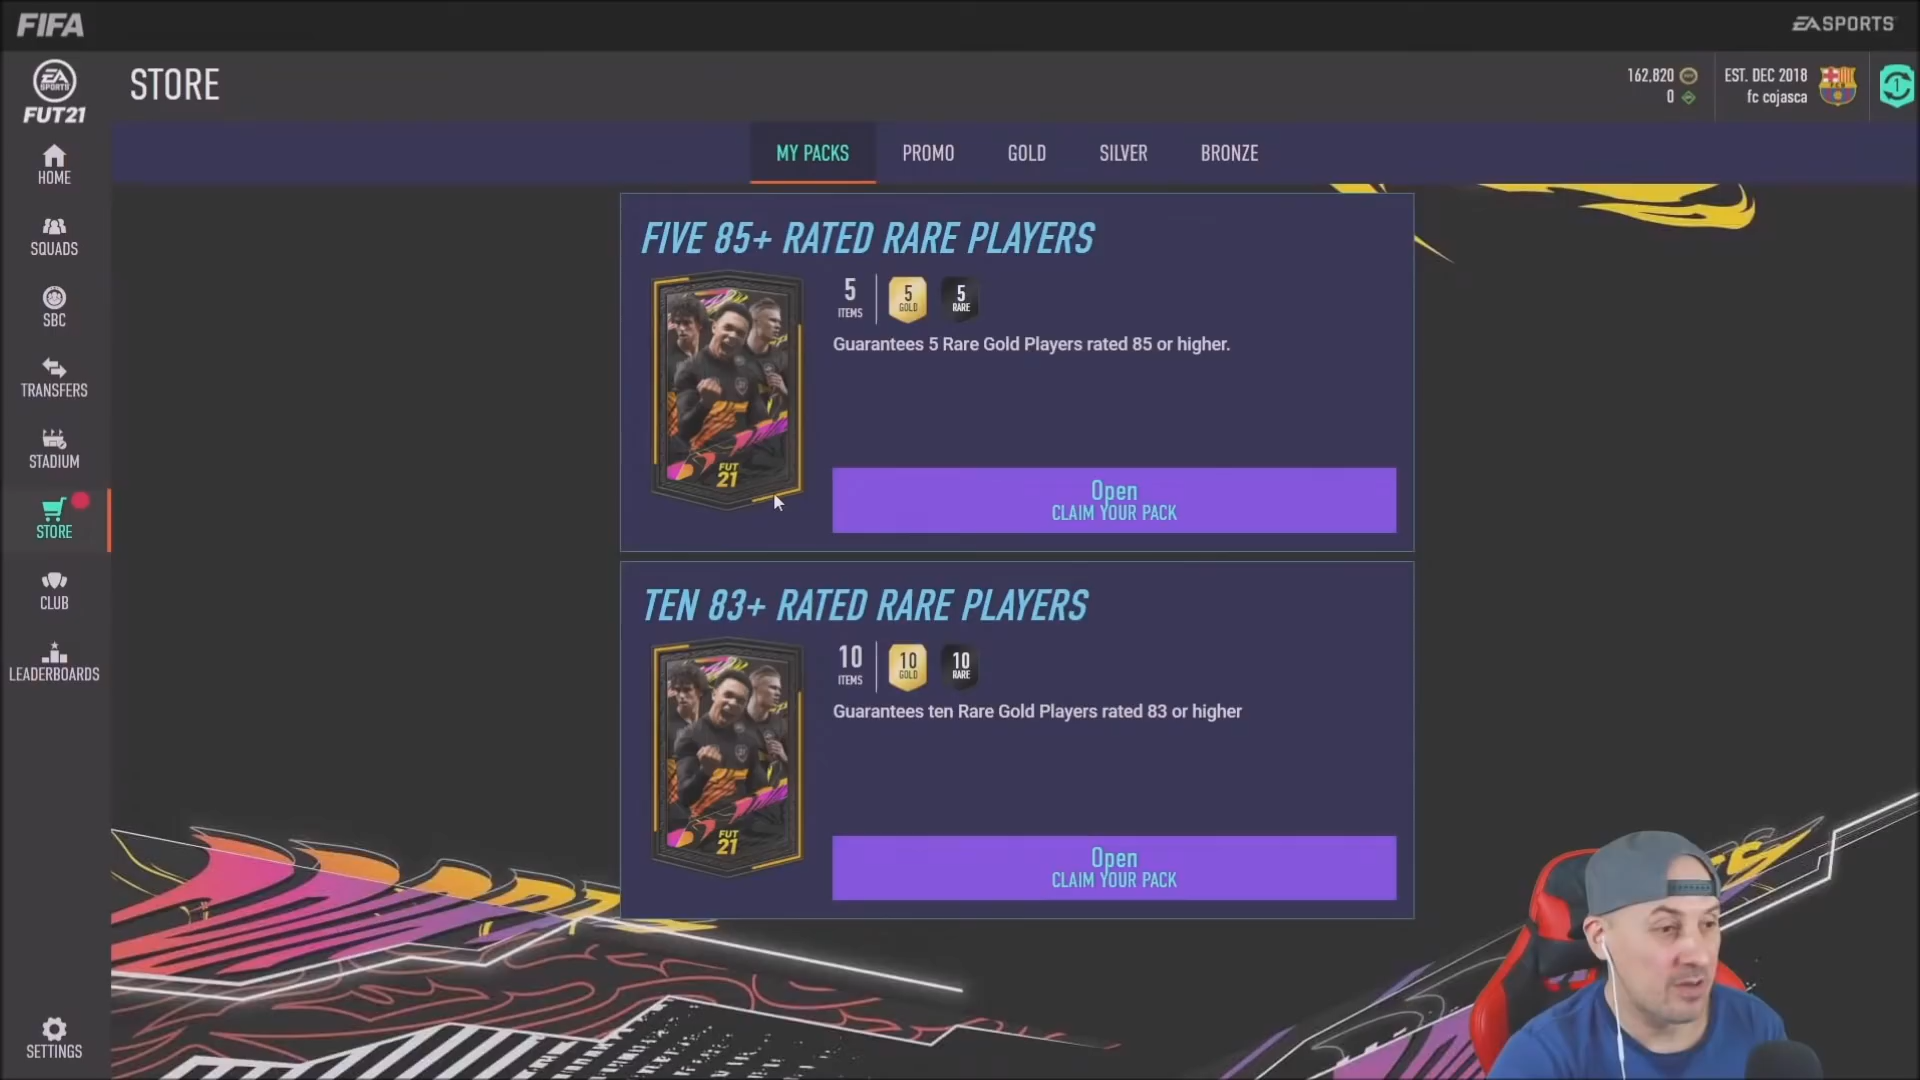 FIFA
EA SPORTS
EA SPORTS
FUT21
STORE
162,820
0
EST. DEC 2018
fc cojasca
1
MY PACKS
PROMO
GOLD
SILVER
BRONZE
HOME
SQUADS
SBC
TRANSFERS
STADIUM
STORE
CLUB
LEADERBOARDS
SETTINGS
FIVE 85+ RATED RARE PLAYERS
5 ITEMS
5 GOLD
5 RARE
Guarantees 5 Rare Gold Players rated 85 or higher.
FUT
21
Open
CLAIM YOUR PACK
TEN 83+ RATED RARE PLAYERS
10 ITEMS
10 GOLD
10 RARE
Guarantees ten Rare Gold Players rated 83 or higher
FUT
21
Open
CLAIM YOUR PACK